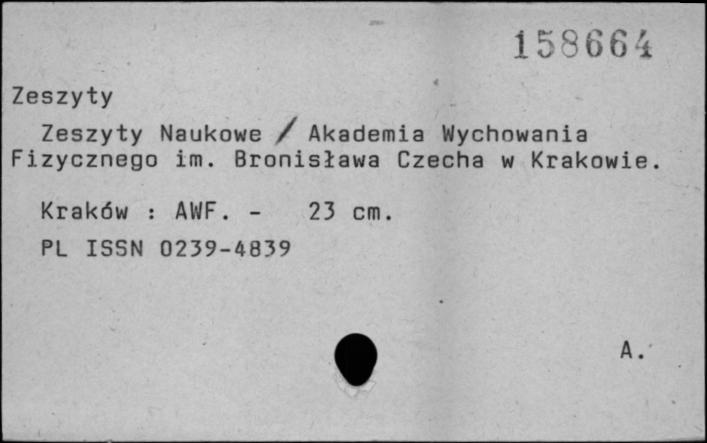 158664
Zeszyty
Zeszyty Naukowe / Akademia Wychowania
Fizycznego im. Bronisława Czecha w Krakowie.
Kraków : AWF. - 23 cm.
PL ISSN 0239-4839
A.